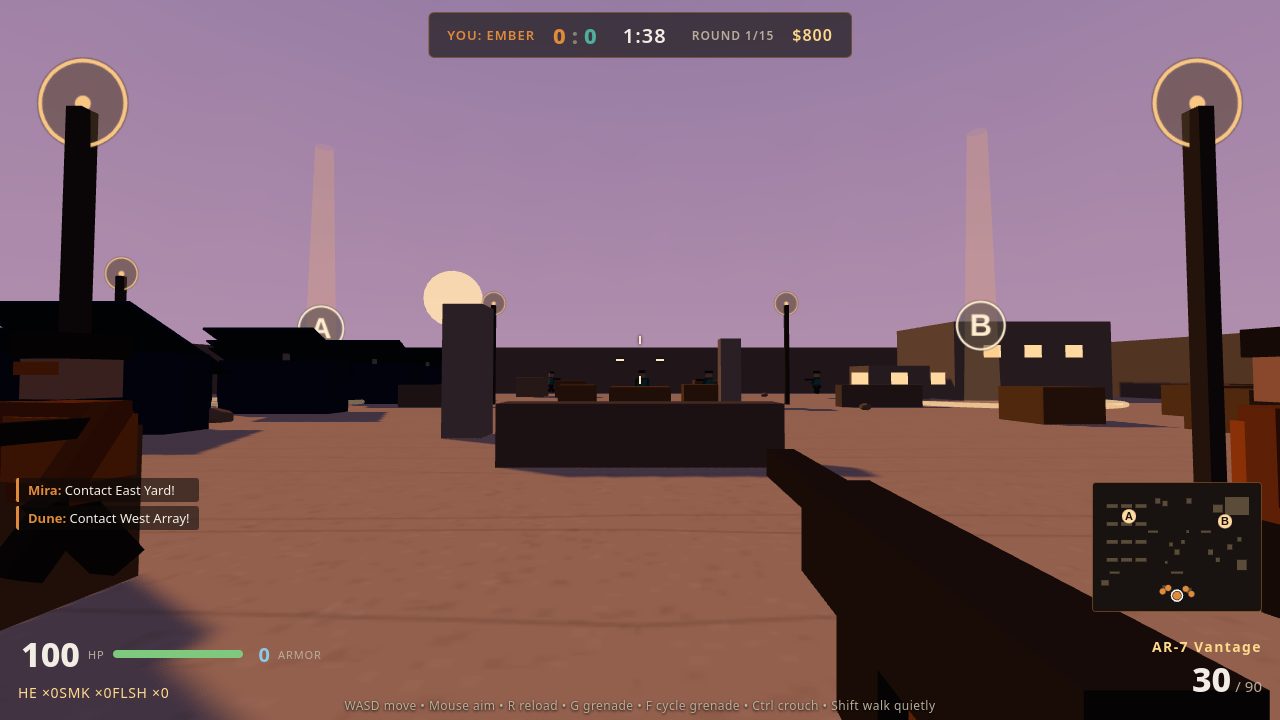 YOU: EMBER 0 : 0 1:38 ROUND 1/15 $800
A
B
Mira: Contact East Yard!
Dune: Contact West Array!
A
B
100 HP 0 ARMOR
HE ×0SMK ×0FLSH ×0
AR-7 Vantage
30 / 90
WASD move • Mouse aim • R reload • G grenade • F cycle grenade • Ctrl crouch • Shift walk quietly